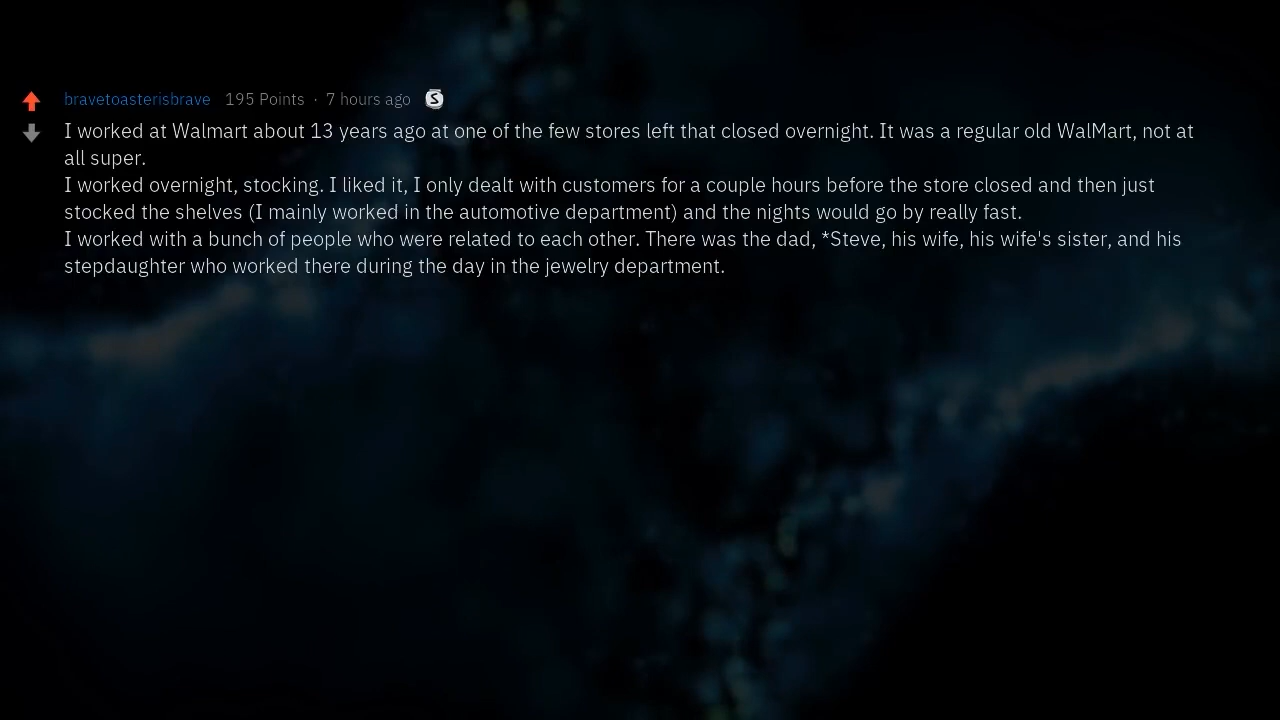 bravetoasterisbrave 195 Points · 7 hours ago S
I worked at Walmart about 13 years ago at one of the few stores left that closed overnight. It was a regular old WalMart, not at
all super.
I worked overnight, stocking. I liked it, I only dealt with customers for a couple hours before the store closed and then just
stocked the shelves (I mainly worked in the automotive department) and the nights would go by really fast.
I worked with a bunch of people who were related to each other. There was the dad, *Steve, his wife, his wife's sister, and his
stepdaughter who worked there during the day in the jewelry department.